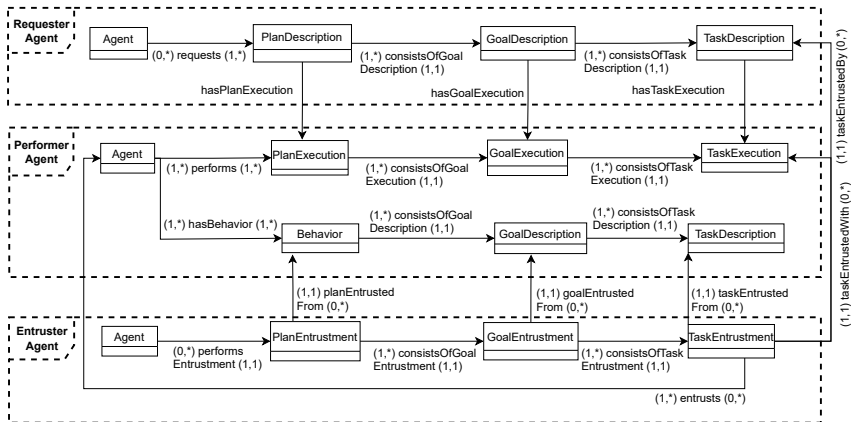 Requester
Agent
Agent
(0,*) requests (1,*)
PlanDescription
(1,*) consistsOfGoal
Description (1,1)
GoalDescription
(1,*) consistsOfTask
Description (1,1)
TaskDescription
hasPlanExecution
hasGoalExecution
hasTaskExecution
(1,1) taskEntrustedBy (0,*)
Performer
Agent
Agent
(1,*) performs (1,*)
PlanExecution
(1,*) consistsOfGoal
Execution (1,1)
GoalExecution
(1,*) consistsOfTask
Execution (1,1)
TaskExecution
(1,*) hasBehavior (1,*)
Behavior
(1,*) consistsOfGoal
Description (1,1)
GoalDescription
(1,*) consistsOfTask
Description (1,1)
TaskDescription
(1,1) taskEntrustedWith (0,*)
(1,1) planEntrusted
From (0,*)
(1,1) goalEntrusted
From (0,*)
(1,1) taskEntrusted
From (0,*)
Entruster
Agent
Agent
(0,*) performs
Entrustment (1,1)
PlanEntrustment
(1,*) consistsOfGoal
Entrustment (1,1)
GoalEntrustment
(1,*) consistsOfTask
Entrustment (1,1)
TaskEntrustment
(1,*) entrusts (0,*)